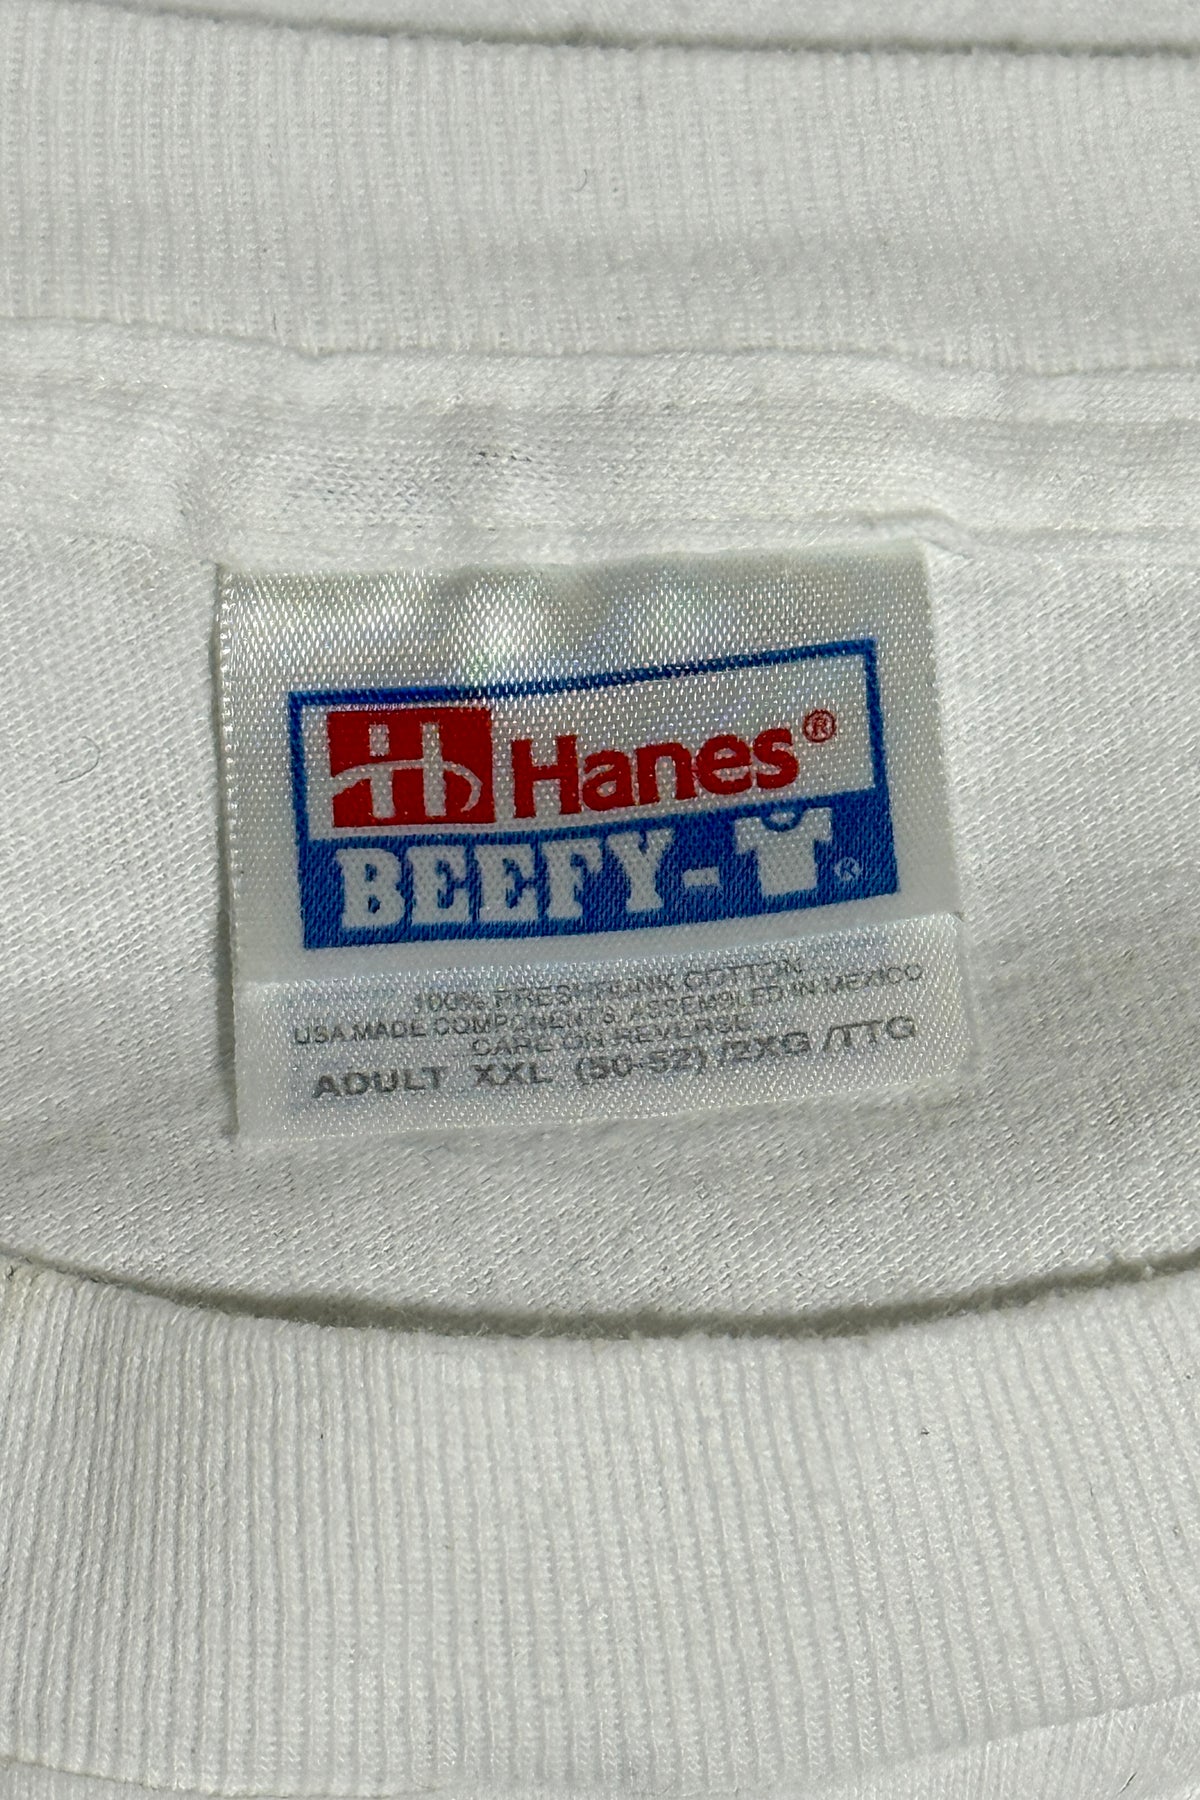 Hanes®
BEEFY-T®
100% PRESHRUNK COTTON
USA MADE COMPONENTS, ASSEMBLED IN MEXICO
CARE ON REVERSE
ADULT XXL (50-52) /2XG /TTG